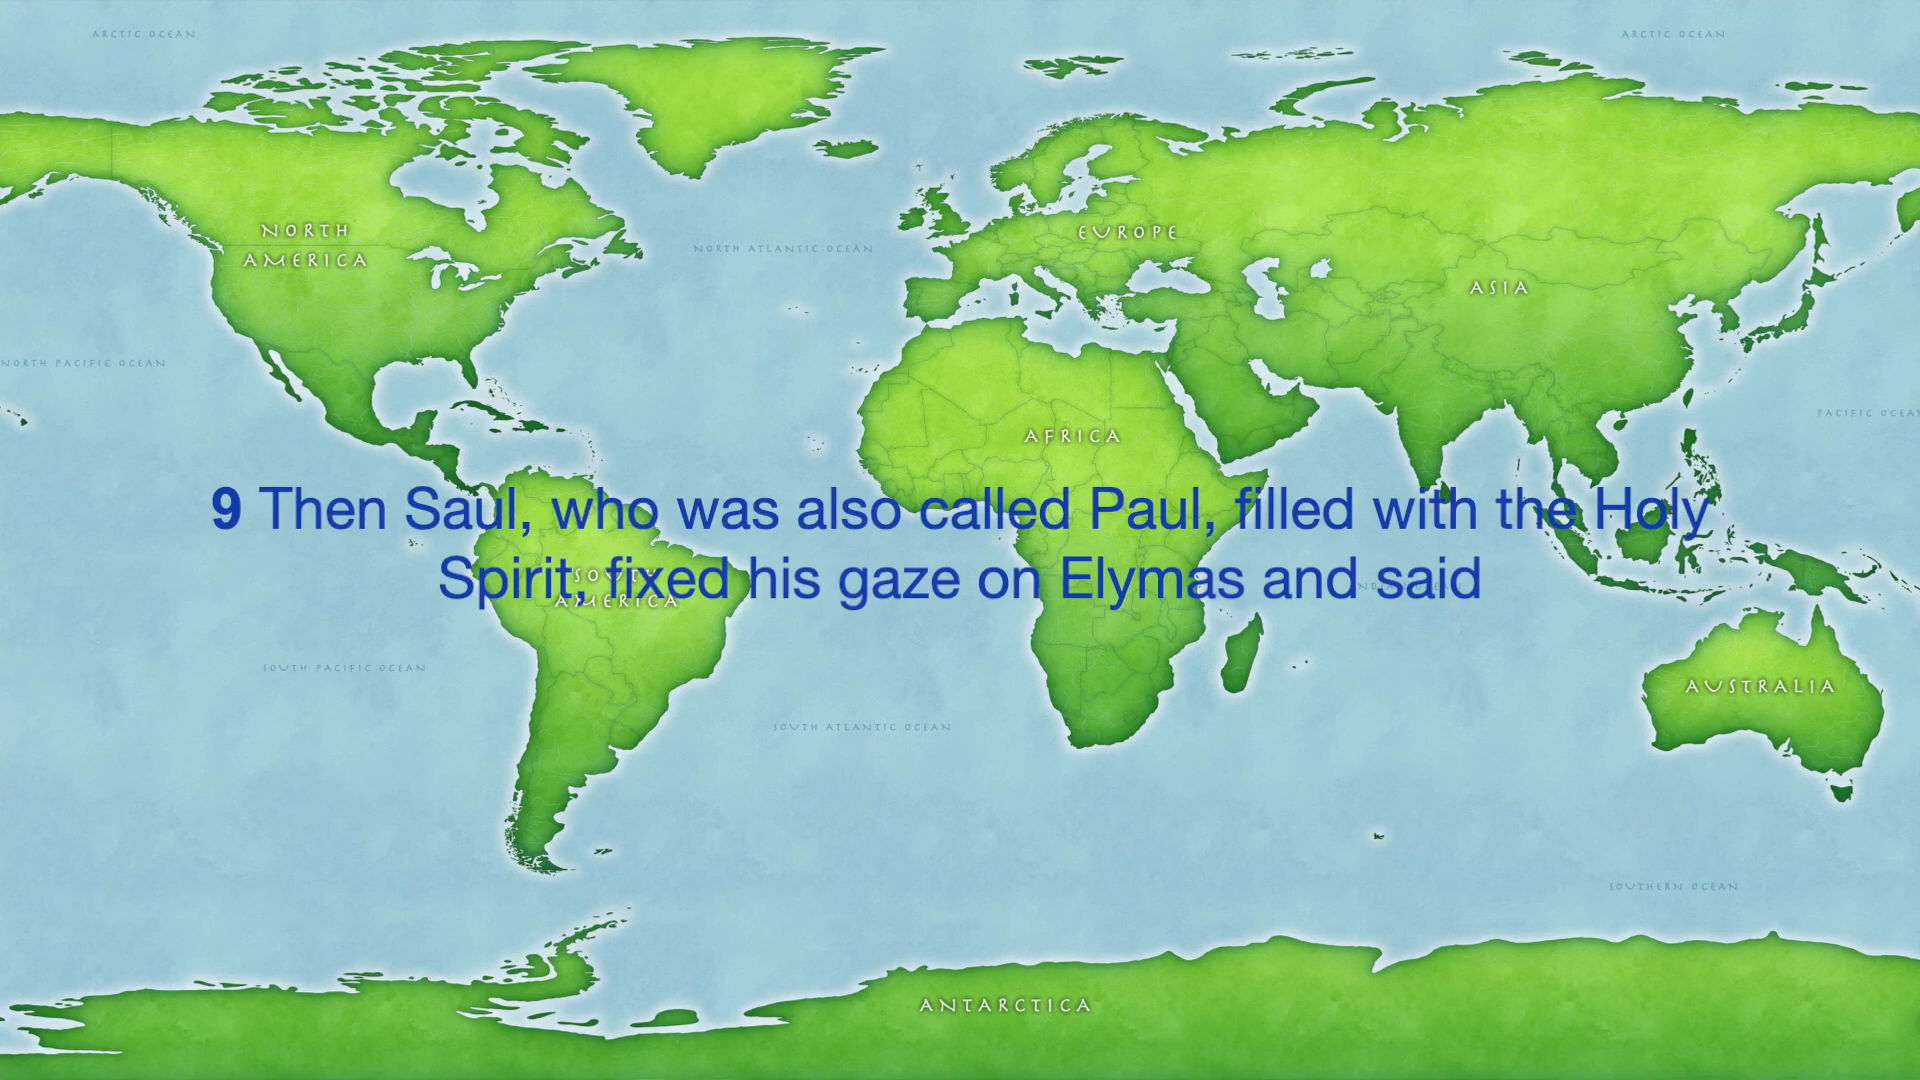 ARCTIC OCEAN
ARCTIC OCEAN
NORTH
AMERICA
EUROPE
NORTH ATLANTIC OCEAN
ASIA
NORTH PACIFIC OCEAN
PACIFIC OCEAN
AFRICA
9 Then Saul, who was also called Paul, filled with the Holy
Spirit, fixed his gaze on Elymas and said
SOUTH
AMERICA
SOUTH PACIFIC OCEAN
AUSTRALIA
SOUTH ATLANTIC OCEAN
SOUTHERN OCEAN
ANTARCTICA